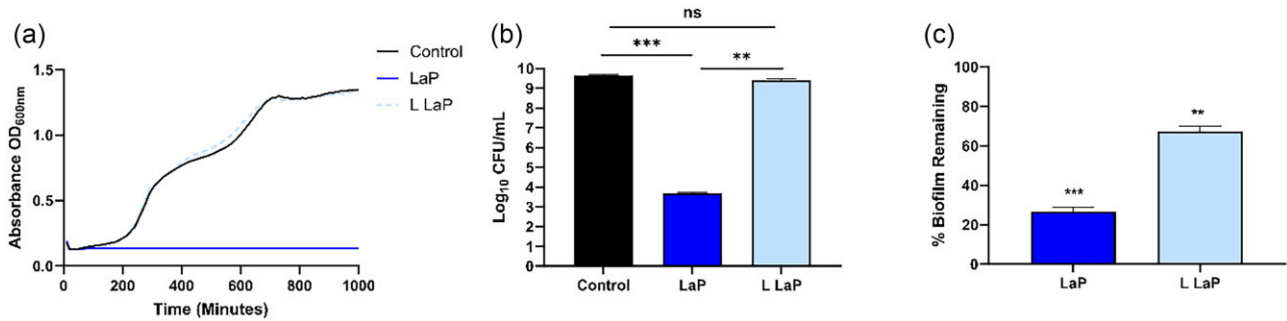 (a)
Control
LaP
L LaP
Absorbance OD600nm
1.5
1.0
0.5
0.0
0 200 400 600 800 1000
Time (Minutes)
(b)
ns
*** **
Log10 CFU/mL
10
9
8
7
6
5
4
3
2
1
0
Control LaP L LaP
(c)
% Biofilm Remaining
100
80
60
40
20
0
***
**
LaP L LaP